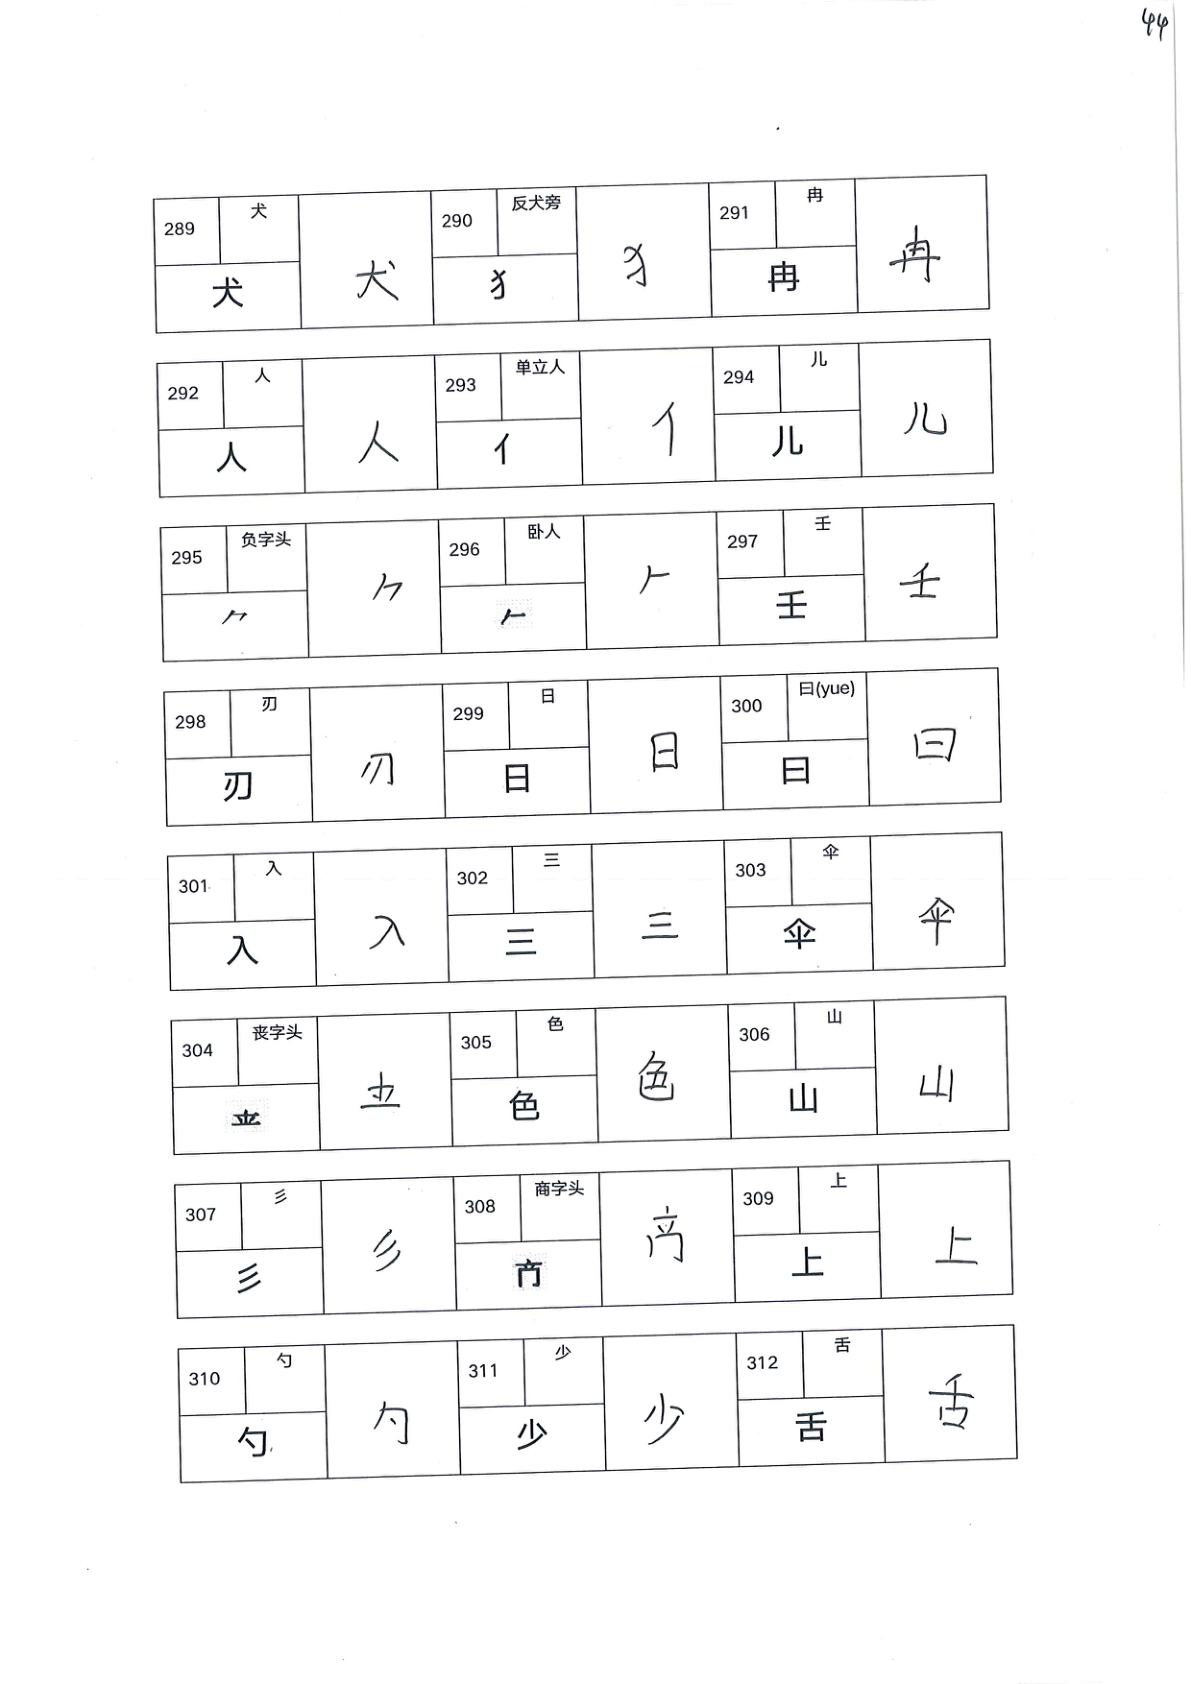 44
289 犬 290 反犬旁 291 冉
犬 犬 犭 犭 冉 冉
292 人 293 单立人 294 儿
人 人 亻 亻 儿 儿
295 负字头 296 卧人 297 壬
⺈ ⺈ 𠂉 𠂉 壬 壬
298 刃 299 日 300 曰(yue)
刃 刃 日 日 曰 曰
301 入 302 三 303 伞
入 入 三 三 伞 伞
304 丧字头 305 色 306 山
色 色 山 山
307 彡 308 商字头 309 上
彡 彡 上 上
310 勺 311 少 312 舌
勺 勺 少 少 舌 舌